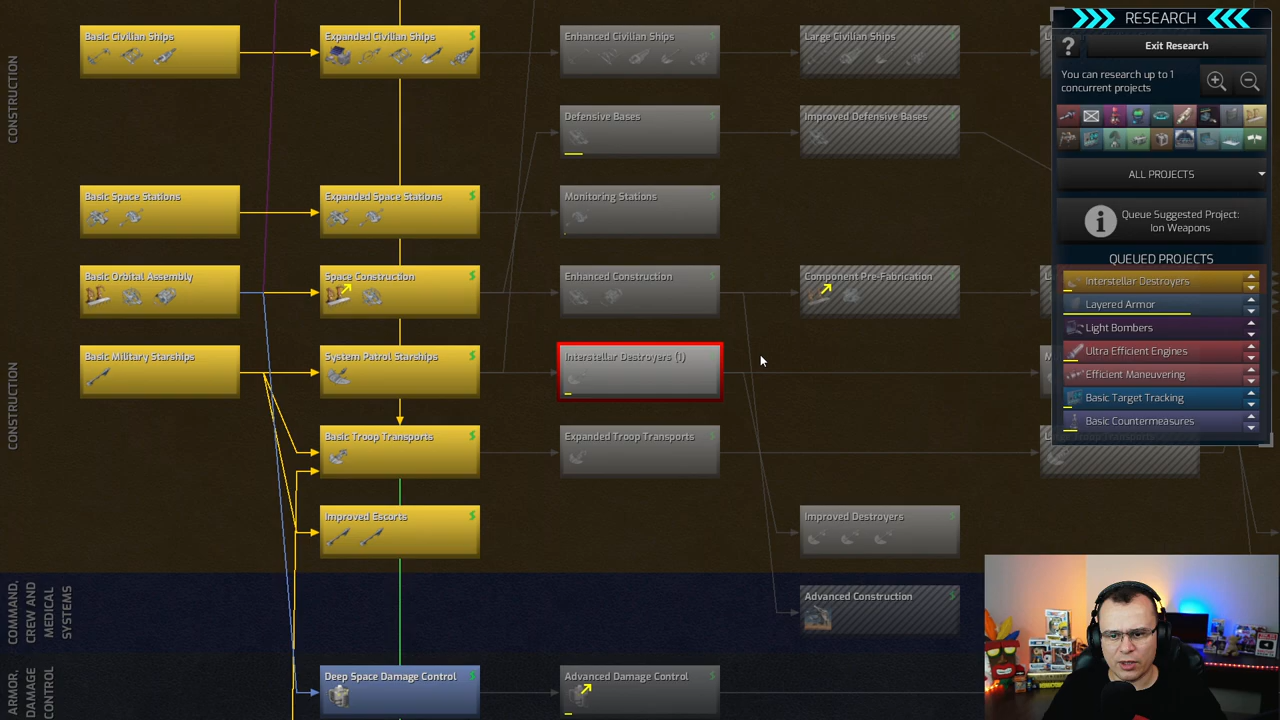 CONSTRUCTION
Basic Civilian Ships
Expanded Civilian Ships $
Enhanced Civilian Ships $
Large Civilian Ships $
Defensive Bases $
Improved Defensive Bases $
Basic Space Stations
Expanded Space Stations $
Monitoring Stations $
Basic Orbital Assembly
Space Construction $
Enhanced Construction $
Component Pre-Fabrication $
CONSTRUCTION
Basic Military Starships
System Patrol Starships $
Interstellar Destroyers (1)
Basic Troop Transports $
Expanded Troop Transports $
Improved Escorts $
Improved Destroyers $
COMMAND,
CREW AND
MEDICAL
SYSTEMS
Advanced Construction $
ARMOR,
DAMAGE
CONTROL
Deep Space Damage Control $
Advanced Damage Control $
RESEARCH
? Exit Research
You can research up to 1
concurrent projects
ALL PROJECTS
Queue Suggested Project:
Ion Weapons
QUEUED PROJECTS
Interstellar Destroyers
Layered Armor
Light Bombers
Ultra Efficient Engines
Efficient Maneuvering
Basic Target Tracking
Basic Countermeasures